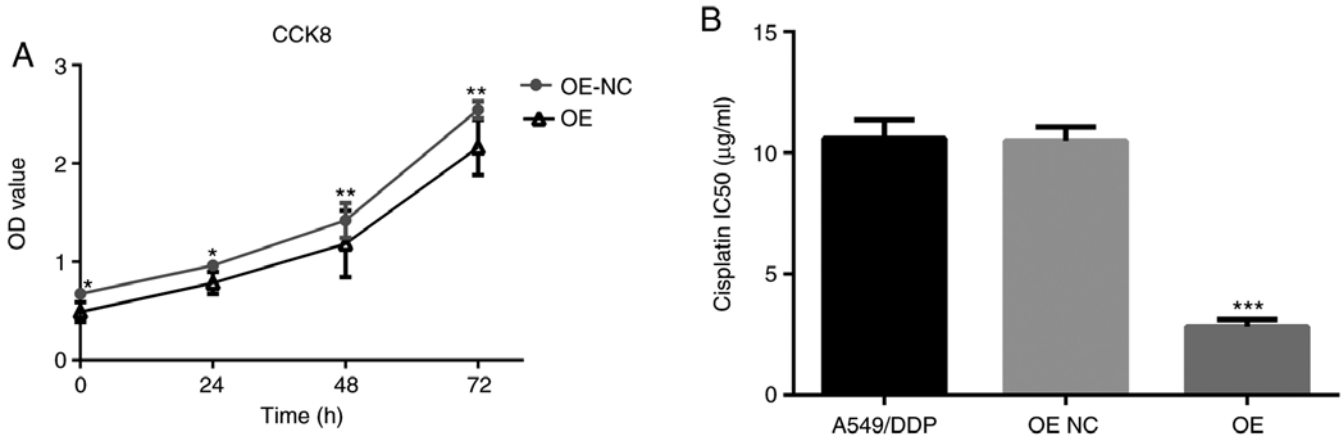 A
CCK8
3
2
1
0
OD value
*
*
**
**
0 24 48 72
Time (h)
OE-NC
OE
B
15
10
5
0
Cisplatin IC50 (µg/ml)
***
A549/DDP OE NC OE